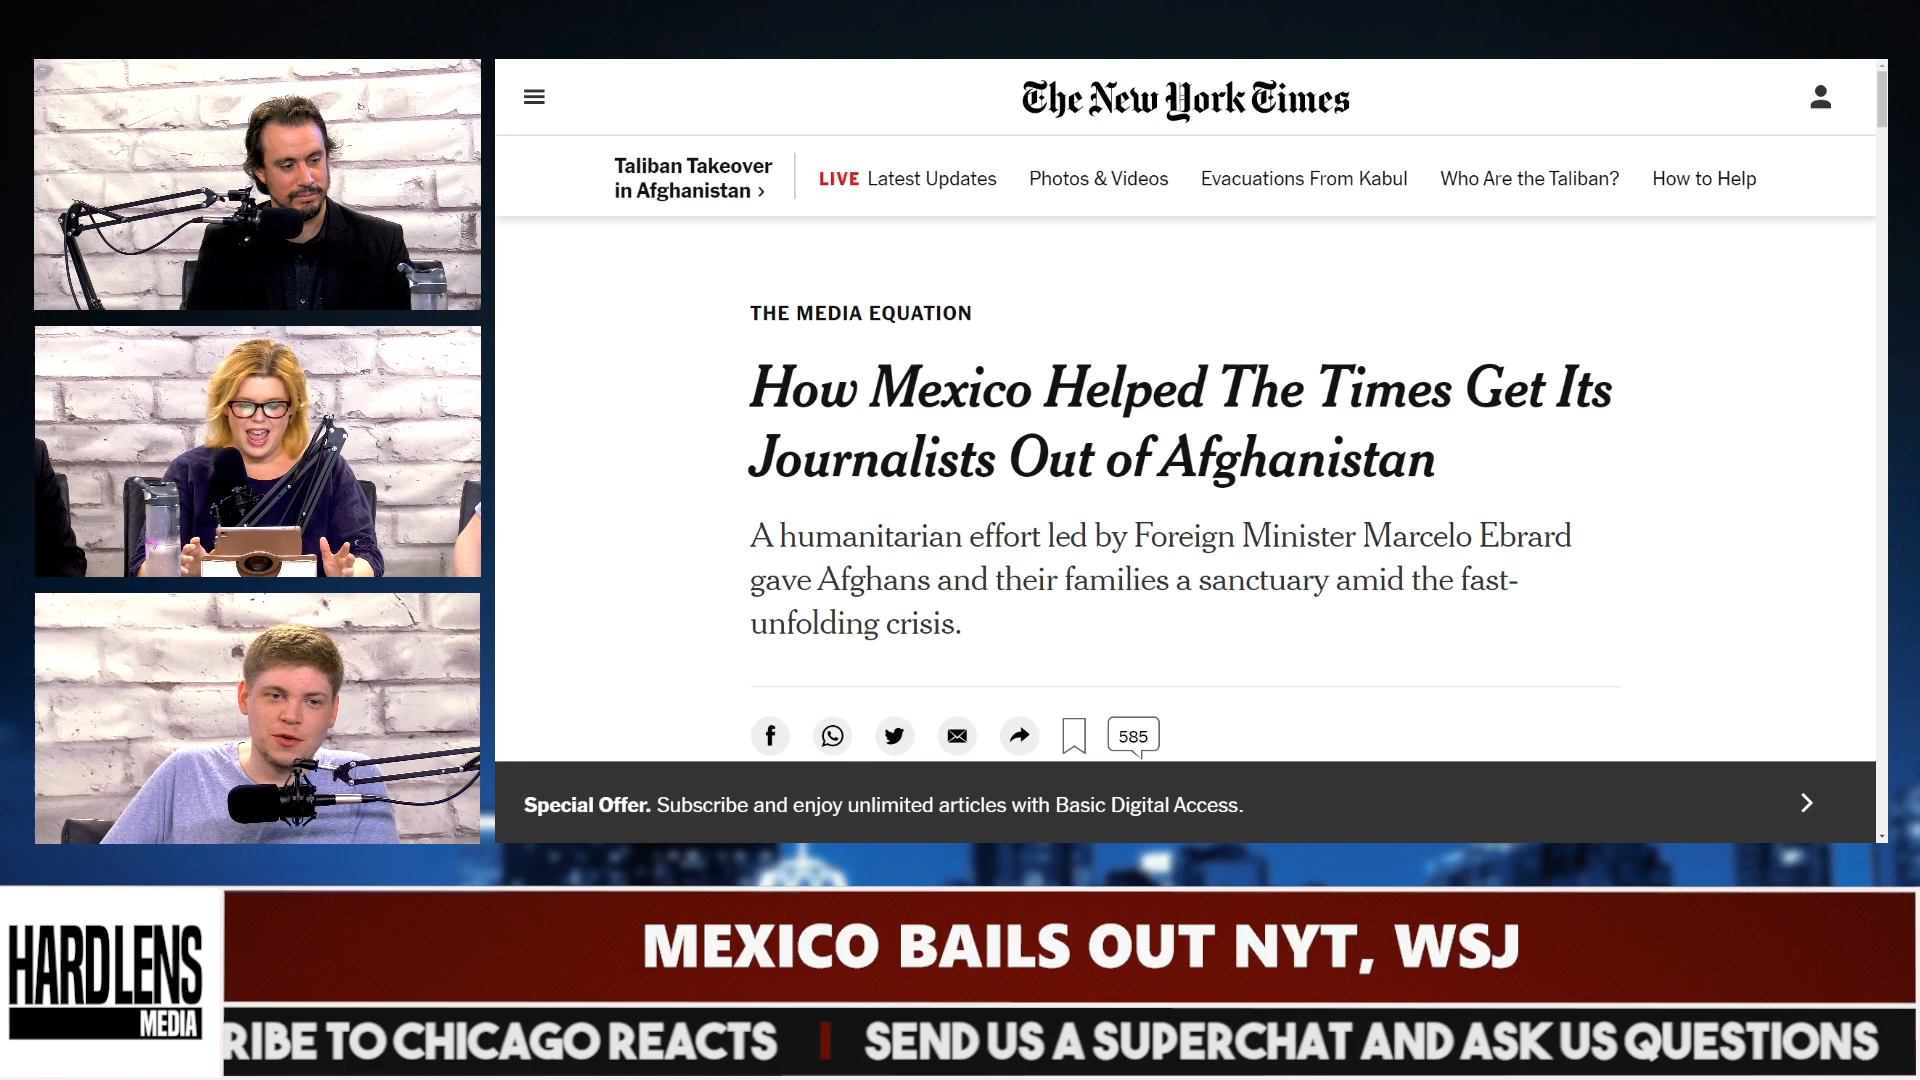 The New York Times
Taliban Takeover
in Afghanistan ›
LIVE Latest Updates
Photos & Videos
Evacuations From Kabul
Who Are the Taliban?
How to Help
THE MEDIA EQUATION
How Mexico Helped The Times Get Its
Journalists Out of Afghanistan
A humanitarian effort led by Foreign Minister Marcelo Ebrard
gave Afghans and their families a sanctuary amid the fast-
unfolding crisis.
585
Special Offer. Subscribe and enjoy unlimited articles with Basic Digital Access.
HARD LENS
MEDIA
MEXICO BAILS OUT NYT, WSJ
RIBE TO CHICAGO REACTS | SEND US A SUPERCHAT AND ASK US QUESTIONS